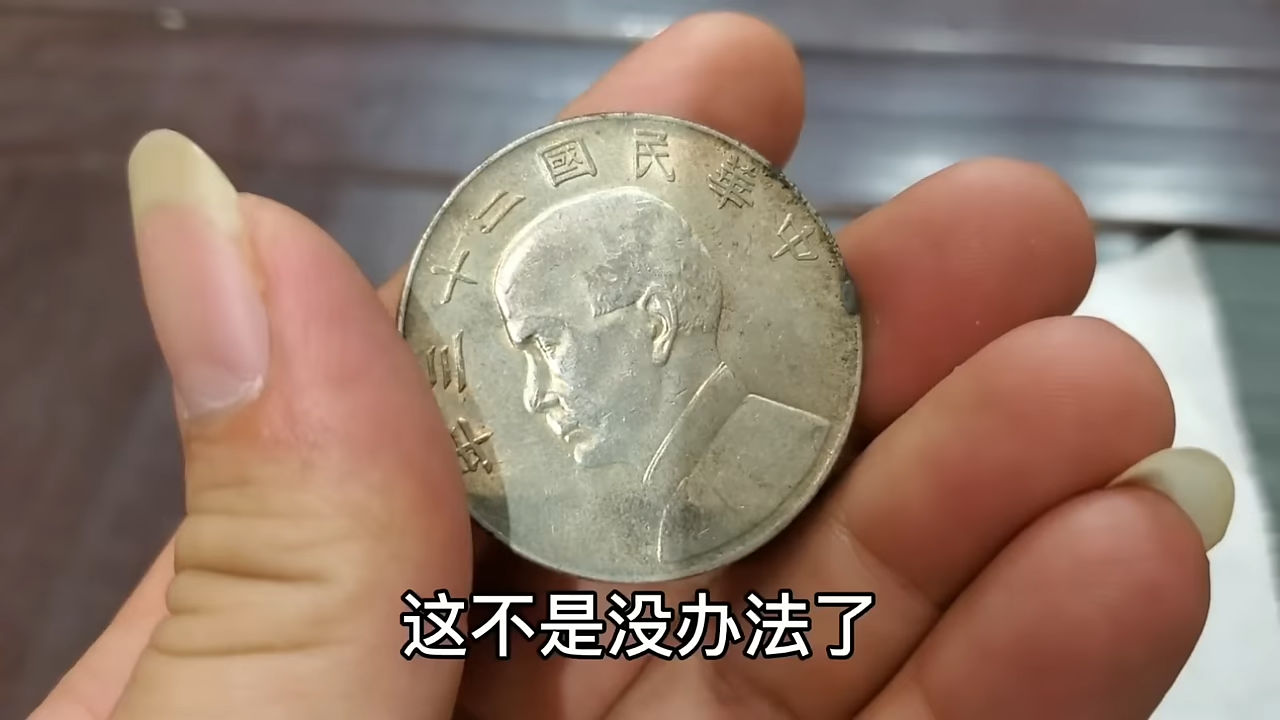 中華民國二十三年
这不是没办法了